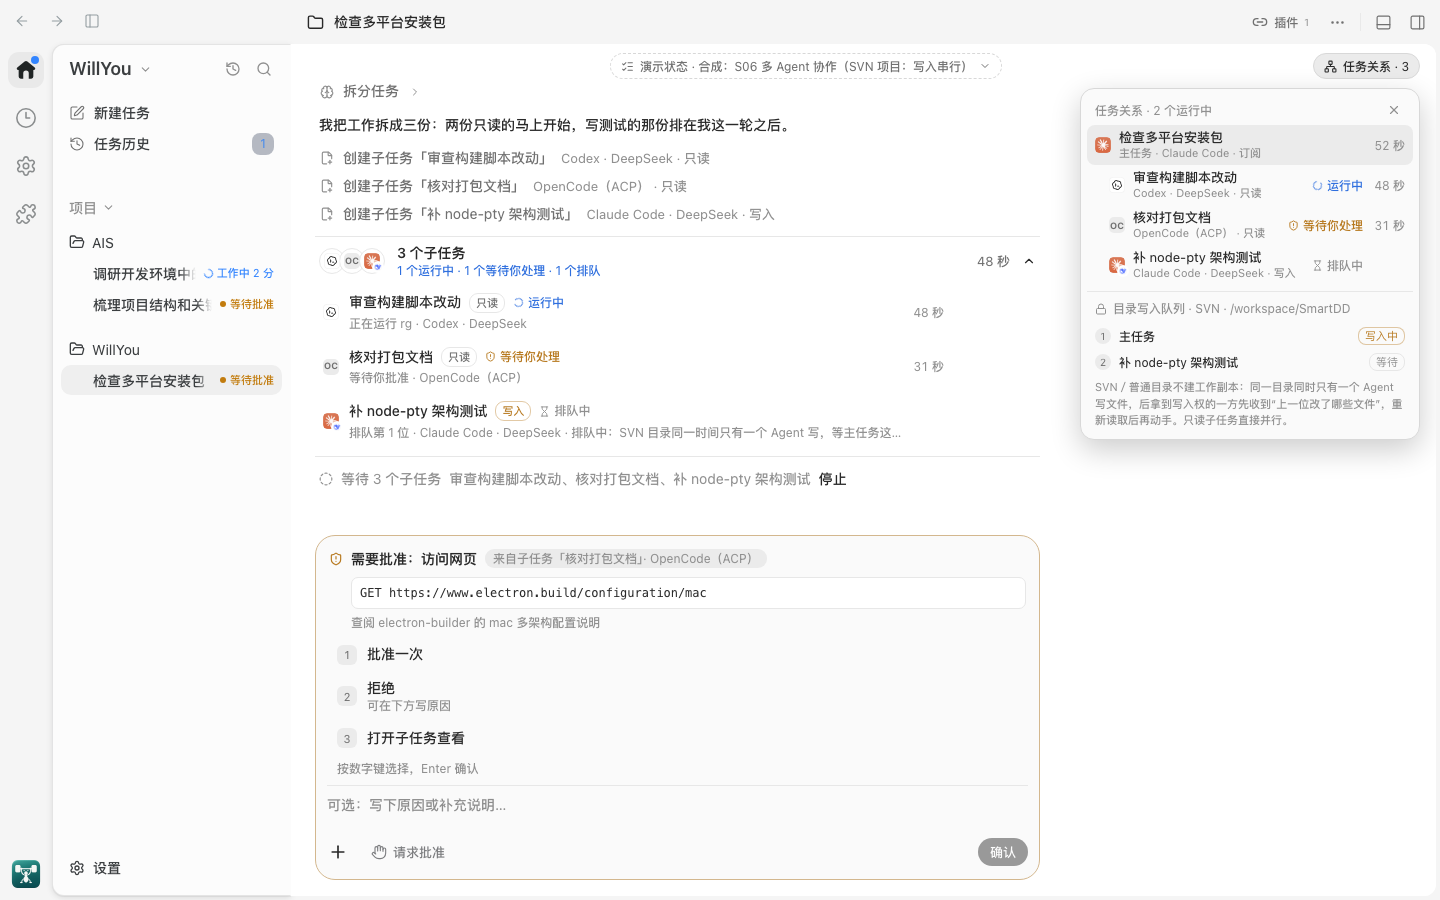 检查多平台安装包
插件 1
WillYou
新建任务
任务历史 1
项目
AIS
调研开发环境中 工作中 2 分
梳理项目结构和关 等待批准
WillYou
检查多平台安装包 等待批准
设置
演示状态 · 合成：S06 多 Agent 协作（SVN 项目：写入串行）
拆分任务
我把工作拆成三份：两份只读的马上开始，写测试的那份排在我这一轮之后。
创建子任务「审查构建脚本改动」 Codex · DeepSeek · 只读
创建子任务「核对打包文档」 OpenCode（ACP） · 只读
创建子任务「补 node-pty 架构测试」 Claude Code · DeepSeek · 写入
OC
3 个子任务
1 个运行中 · 1 个等待你处理 · 1 个排队
48 秒
审查构建脚本改动 只读 运行中
正在运行 rg · Codex · DeepSeek
48 秒
OC
核对打包文档 只读 等待你处理
等待你批准 · OpenCode（ACP）
31 秒
补 node-pty 架构测试 写入 排队中
排队第 1 位 · Claude Code · DeepSeek · 排队中：SVN 目录同一时间只有一个 Agent 写，等主任务这...
等待 3 个子任务 审查构建脚本改动、核对打包文档、补 node-pty 架构测试 停止
需要批准：访问网页 来自子任务「核对打包文档」· OpenCode（ACP）
GET https://www.electron.build/configuration/mac
查阅 electron-builder 的 mac 多架构配置说明
1 批准一次
2 拒绝
可在下方写原因
3 打开子任务查看
按数字键选择，Enter 确认
可选：写下原因或补充说明...
请求批准
确认
任务关系 · 3
任务关系 · 2 个运行中
检查多平台安装包
主任务 · Claude Code · 订阅
52 秒
审查构建脚本改动
Codex · DeepSeek · 只读
运行中 48 秒
OC
核对打包文档
OpenCode（ACP） · 只读
等待你处理 31 秒
补 node-pty 架构测试
Claude Code · DeepSeek · 写入
排队中
目录写入队列 · SVN · /workspace/SmartDD
1 主任务 写入中
2 补 node-pty 架构测试 等待
SVN / 普通目录不建工作副本：同一目录同时只有一个 Agent
写文件，后拿到写入权的一方先收到“上一位改了哪些文件”，重
新读取后再动手。只读子任务直接并行。